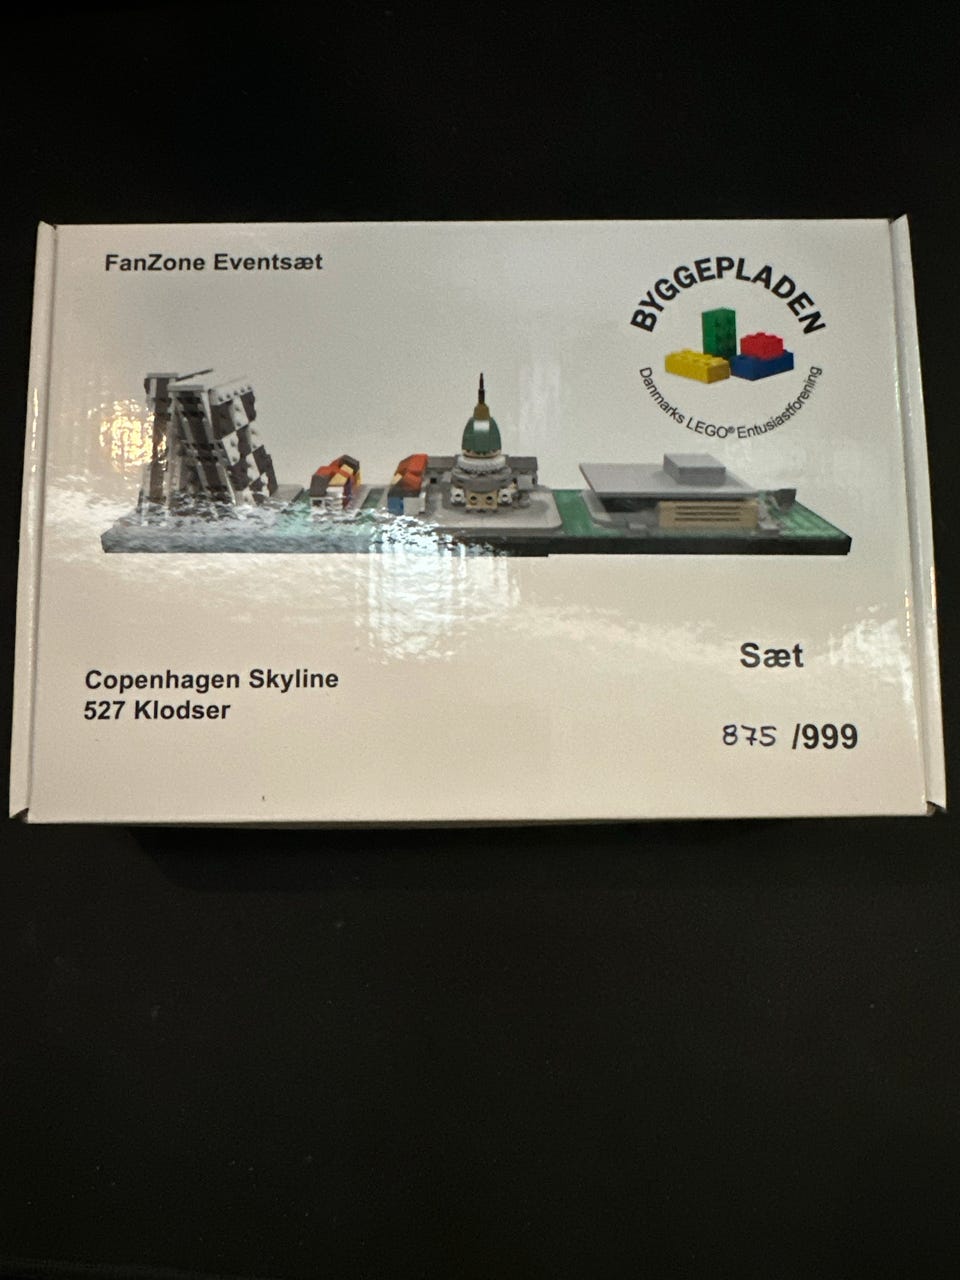 FanZone Eventsæt
BYGGEPLADEN
Danmarks LEGO® Entusiastforening
Copenhagen Skyline
527 Klodser
Sæt
875 /999